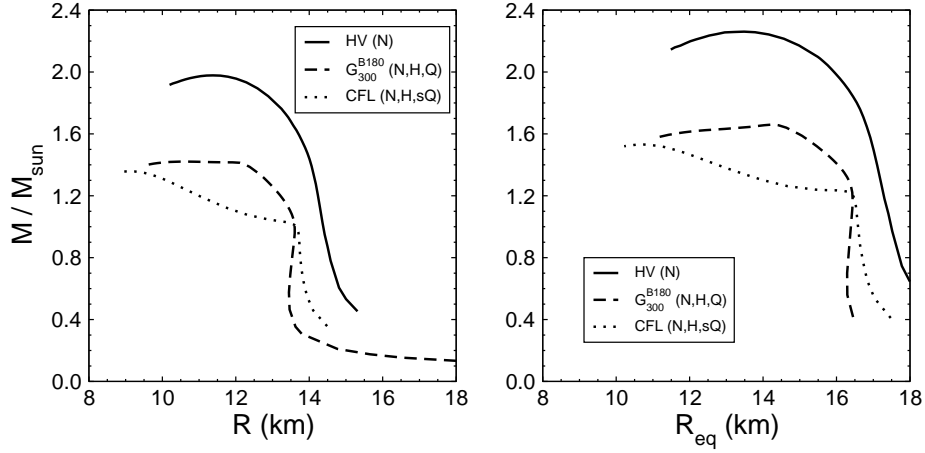 M / M_sun
2.4
2.0
1.6
1.2
0.8
0.4
0.0
8 10 12 14 16 18
R (km)
HV (N)
G^B180_300 (N,H,Q)
CFL (N,H,sQ)
2.4
2.0
1.6
1.2
0.8
0.4
0.0
8 10 12 14 16 18
R_eq (km)
HV (N)
G^B180_300 (N,H,Q)
CFL (N,H,sQ)